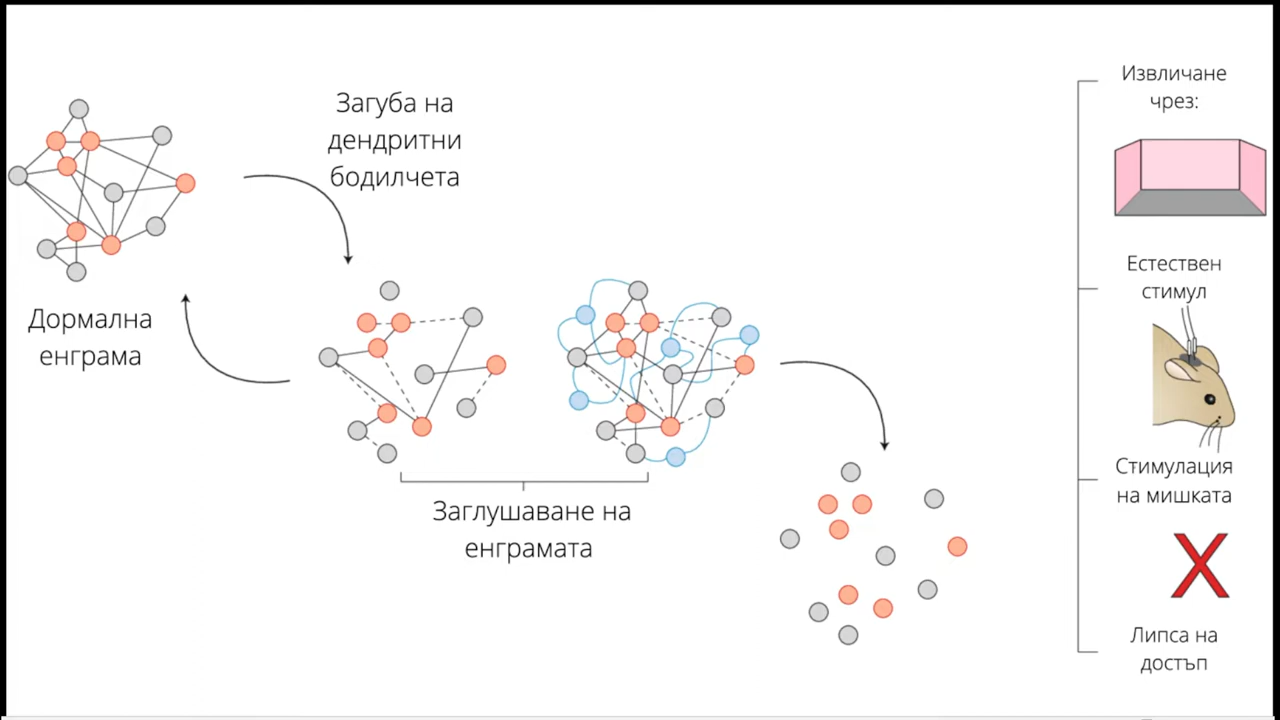 Загуба на
дендритни
бодилчета
Дормална
енграма
Заглушаване на
енграмата
Извличане
чрез:
Естествен
стимул
Стимулация
на мишката
Липса на
достъп